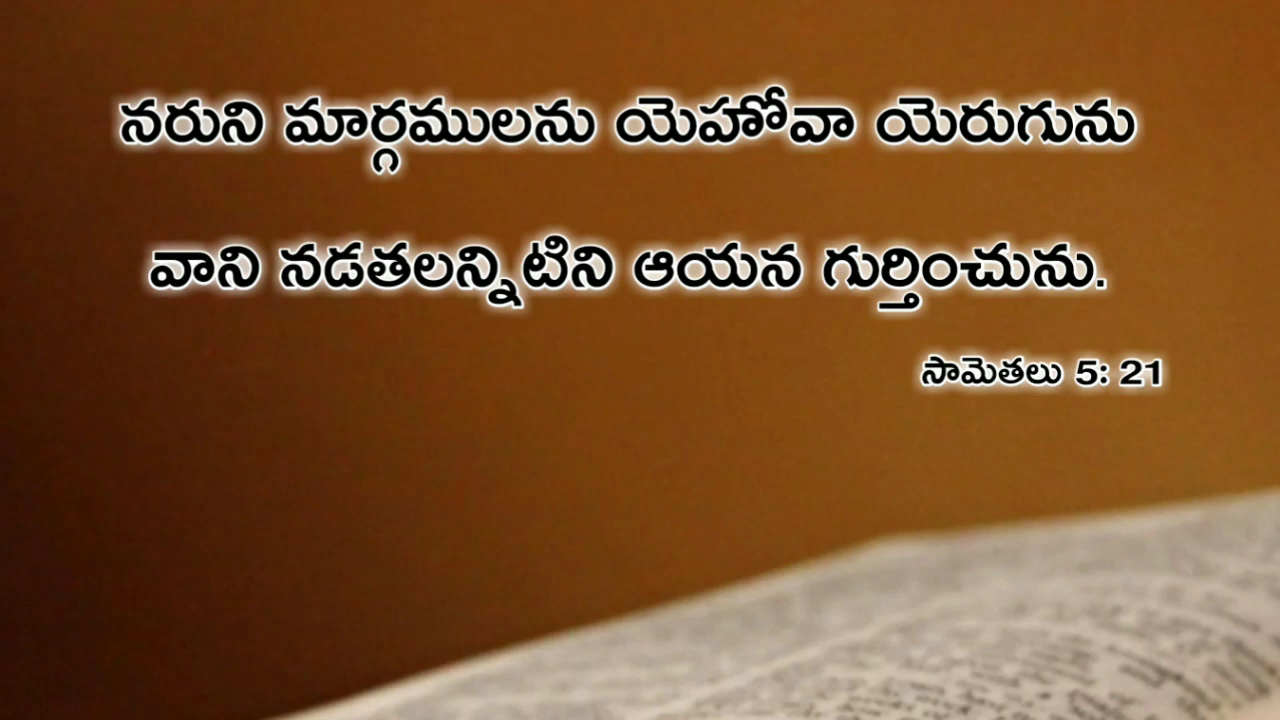 నరుని మార్గములను యెహోవా యెరుగును
వాని నడతలన్నిటిని ఆయన గుర్తించును.
సామెతలు 5: 21